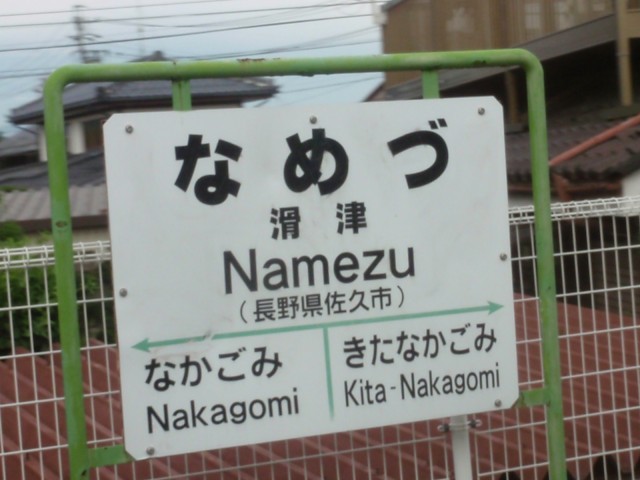 なめづ
滑津
Namezu
(長野県佐久市)
なかごみ
Nakagomi
きたなかごみ
Kita-Nakagomi